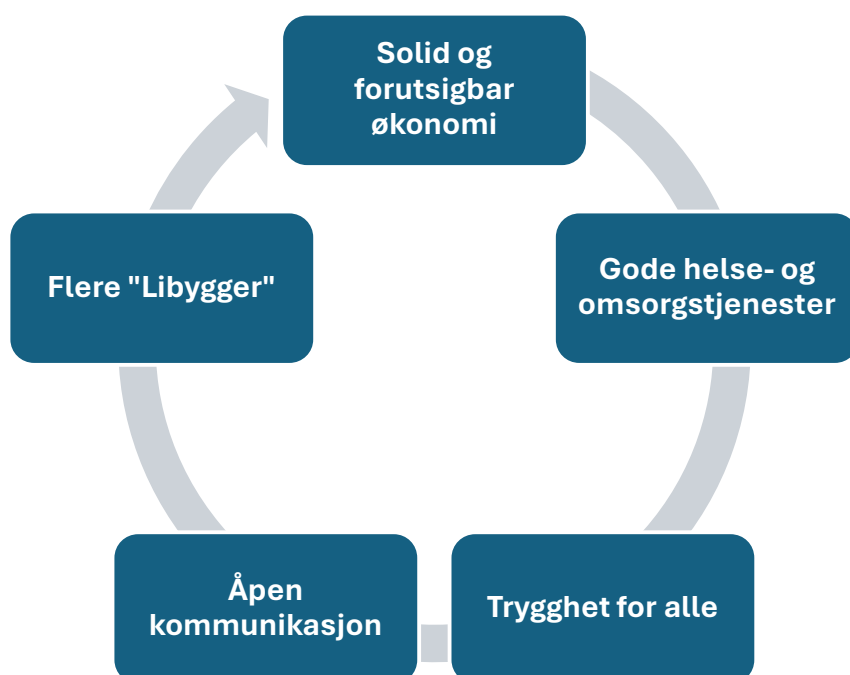 Solid og
forutsigbar
økonomi
Gode helse- og
omsorgstjenester
Trygghet for alle
Åpen
kommunikasjon
Flere "Libygger"